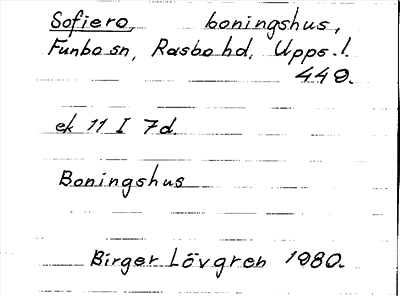 Sofiero, boningshus,
Funbo sn, Rasbo hd, Upps. l.
449.
ek 11 I 7d.
Boningshus
Birger Lövgren 1980.